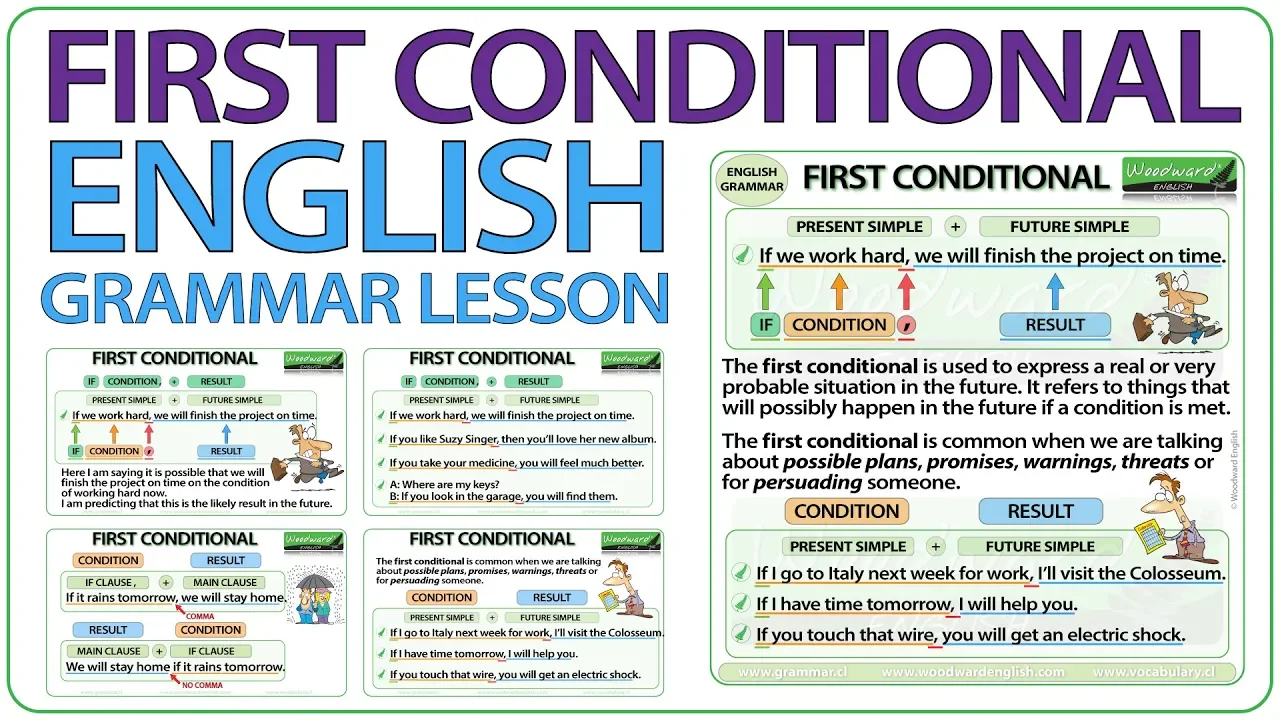 FIRST CONDITIONAL
ENGLISH
GRAMMAR LESSON
ENGLISH
GRAMMAR
FIRST CONDITIONAL
Woodward®
ENGLISH
PRESENT SIMPLE + FUTURE SIMPLE
If we work hard, we will finish the project on time.
IF CONDITION , RESULT
The first conditional is used to express a real or very
probable situation in the future. It refers to things that
will possibly happen in the future if a condition is met.
The first conditional is common when we are talking
about possible plans, promises, warnings, threats or
for persuading someone.
CONDITION RESULT
PRESENT SIMPLE + FUTURE SIMPLE
If I go to Italy next week for work, I'll visit the Colosseum.
If I have time tomorrow, I will help you.
If you touch that wire, you will get an electric shock.
www.grammar.cl www.woodwardenglish.com www.vocabulary.cl
© Woodward English
FIRST CONDITIONAL
Woodward®
ENGLISH
IF CONDITION, + RESULT
PRESENT SIMPLE + FUTURE SIMPLE
If we work hard, we will finish the project on time.
IF CONDITION , RESULT
Here I am saying it is possible that we will
finish the project on time on the condition
of working hard now.
I am predicting that this is the likely result in the future.
FIRST CONDITIONAL
Woodward®
ENGLISH
IF CONDITION, + RESULT
PRESENT SIMPLE + FUTURE SIMPLE
If we work hard, we will finish the project on time.
If you like Suzy Singer, then you'll love her new album.
If you take your medicine, you will feel much better.
A: Where are my keys?
B: If you look in the garage, you will find them.
FIRST CONDITIONAL
Woodward®
ENGLISH
CONDITION RESULT
IF CLAUSE , + MAIN CLAUSE
If it rains tomorrow, we will stay home.
COMMA
RESULT CONDITION
MAIN CLAUSE + IF CLAUSE
We will stay home if it rains tomorrow.
NO COMMA
FIRST CONDITIONAL
Woodward®
ENGLISH
The first conditional is common when we are talking
about possible plans, promises, warnings, threats or
for persuading someone.
CONDITION RESULT
PRESENT SIMPLE + FUTURE SIMPLE
If I go to Italy next week for work, I'll visit the Colosseum.
If I have time tomorrow, I will help you.
If you touch that wire, you will get an electric shock.